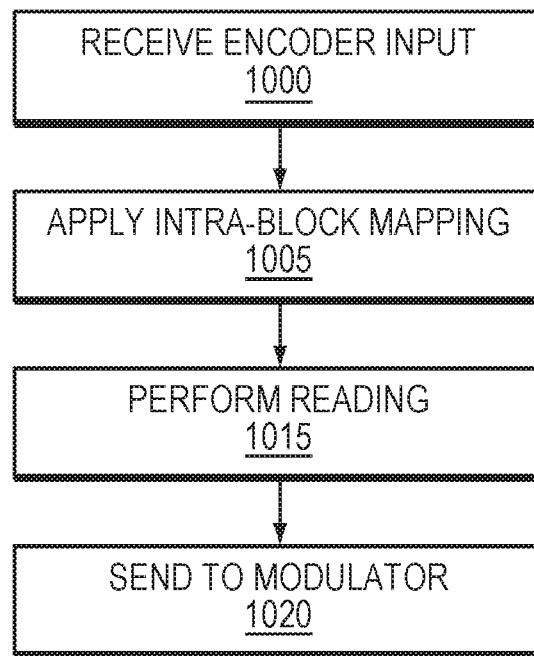 RECEIVE ENCODER INPUT
1000
APPLY INTRA-BLOCK MAPPING
1005
PERFORM READING
1015
SEND TO MODULATOR
1020